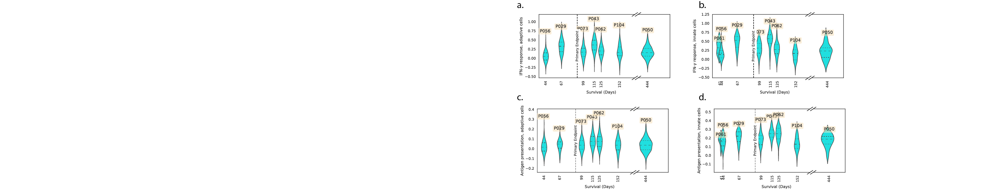 a.
IFN-γ response, adaptive cells
1.00
0.75
0.50
0.25
0.00
−0.25
−0.50
P056
P029
P073
P043
P062
P104
P050
Primary Endpoint
44
67
99
115
125
152
444
Survival (Days)
b.
IFN-γ response, innate cells
1.25
1.00
0.75
0.50
0.25
0.00
−0.25
−0.50
P061
P056
P029
073
P043
P062
P104
P050
Primary Endpoint
41
44
67
99
115
125
152
444
Survival (Days)
c.
Antigen presentation, adaptive cells
0.4
0.3
0.2
0.1
0.0
−0.1
−0.2
P056
P029
P073
P043
P062
P104
P050
Primary Endpoint
44
67
99
115
125
152
444
Survival (Days)
d.
Antigen presentation, innate cells
0.5
0.4
0.3
0.2
0.1
0.0
−0.1
P061
P056
P029
P073
P043
P062
P104
P050
Primary Endpoint
41
44
67
99
115
125
152
444
Survival (Days)